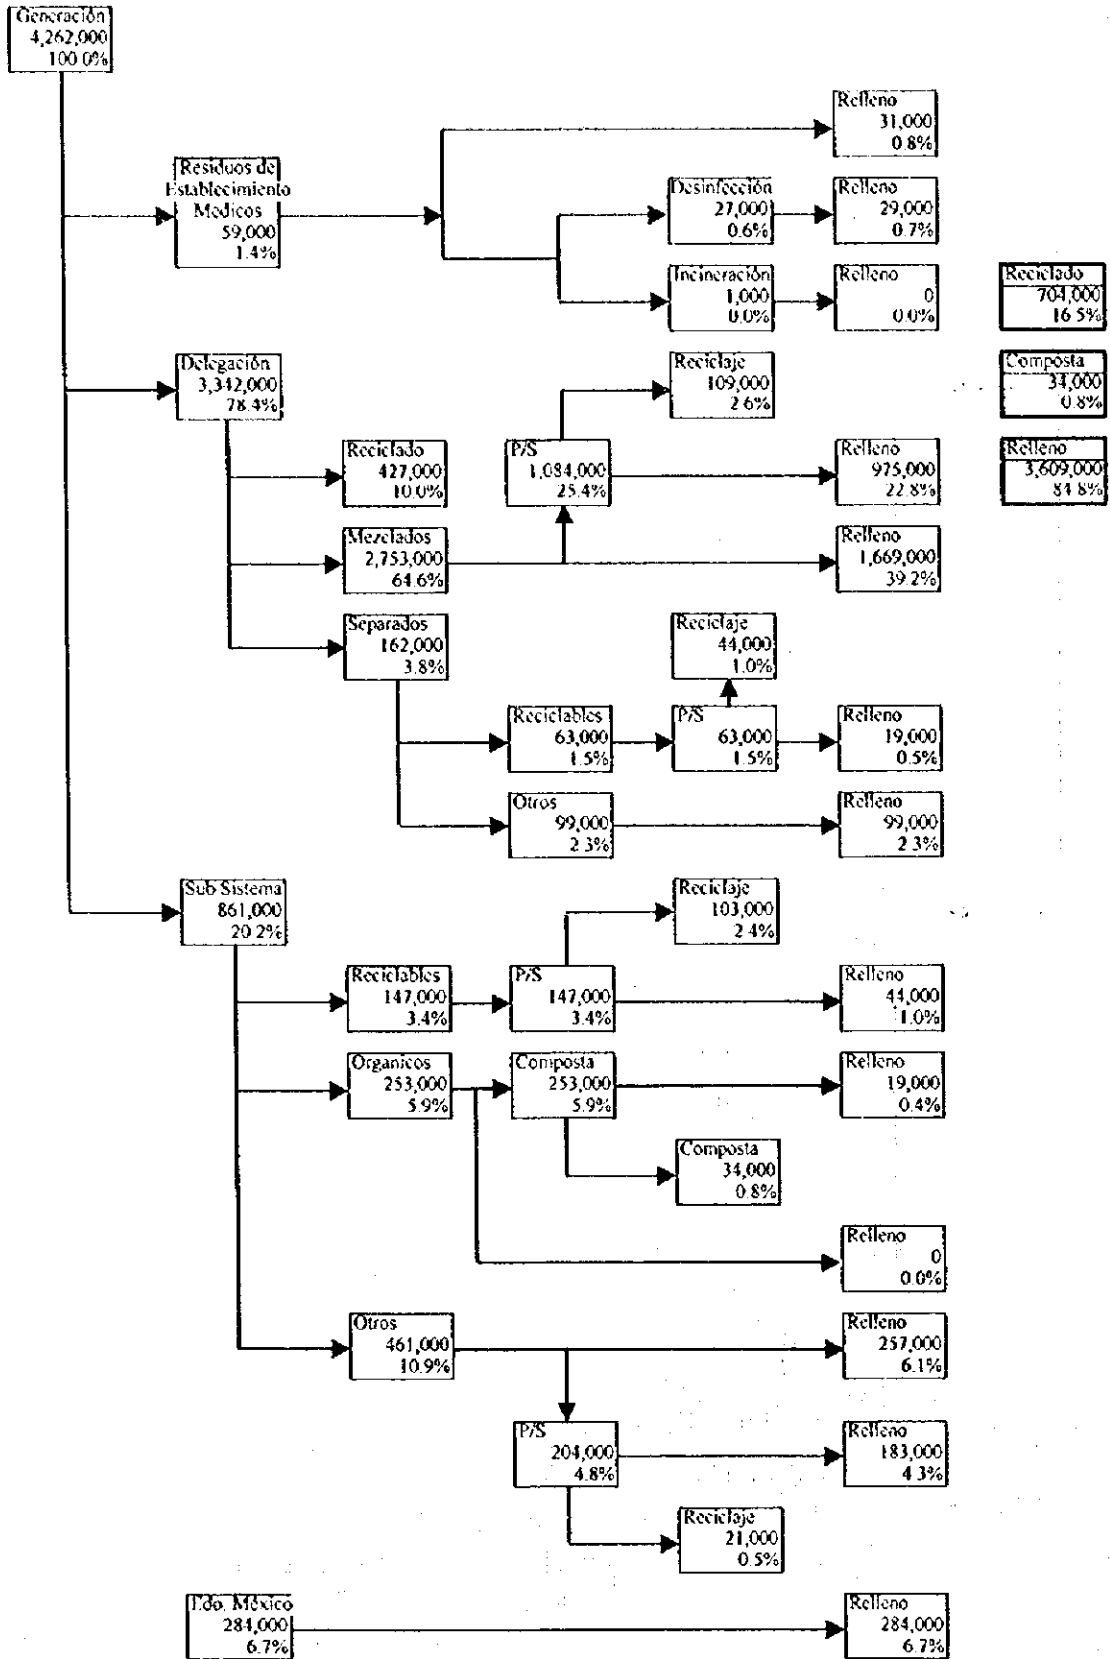 Generación
4,262,000
100.0%
Relleno
31,000
0.8%
Residuos de
Establecimiento
Medicos
59,000
1.4%
Desinfección
27,000
0.6%
Relleno
29,000
0.7%
Incineración
1,000
0.0%
Relleno
0
0.0%
Reciclado
704,000
16.5%
Delegación
3,342,000
78.4%
Reciclaje
109,000
2.6%
Composta
34,000
0.8%
Reciclado
427,000
10.0%
P/S
1,084,000
25.4%
Relleno
975,000
22.8%
Relleno
3,609,000
84.8%
Mezclados
2,753,000
64.6%
Relleno
1,669,000
39.2%
Separados
162,000
3.8%
Reciclaje
44,000
1.0%
Reciclables
63,000
1.5%
P/S
63,000
1.5%
Relleno
19,000
0.5%
Otros
99,000
2.3%
Relleno
99,000
2.3%
Sub Sistema
861,000
20.2%
Reciclaje
103,000
2.4%
Reciclables
147,000
3.4%
P/S
147,000
3.4%
Relleno
44,000
1.0%
Organicos
253,000
5.9%
Composta
253,000
5.9%
Relleno
19,000
0.4%
Composta
34,000
0.8%
Relleno
0
0.0%
Otros
461,000
10.9%
Relleno
257,000
6.1%
P/S
204,000
4.8%
Relleno
183,000
4.3%
Reciclaje
21,000
0.5%
Edo. México
284,000
6.7%
Relleno
284,000
6.7%